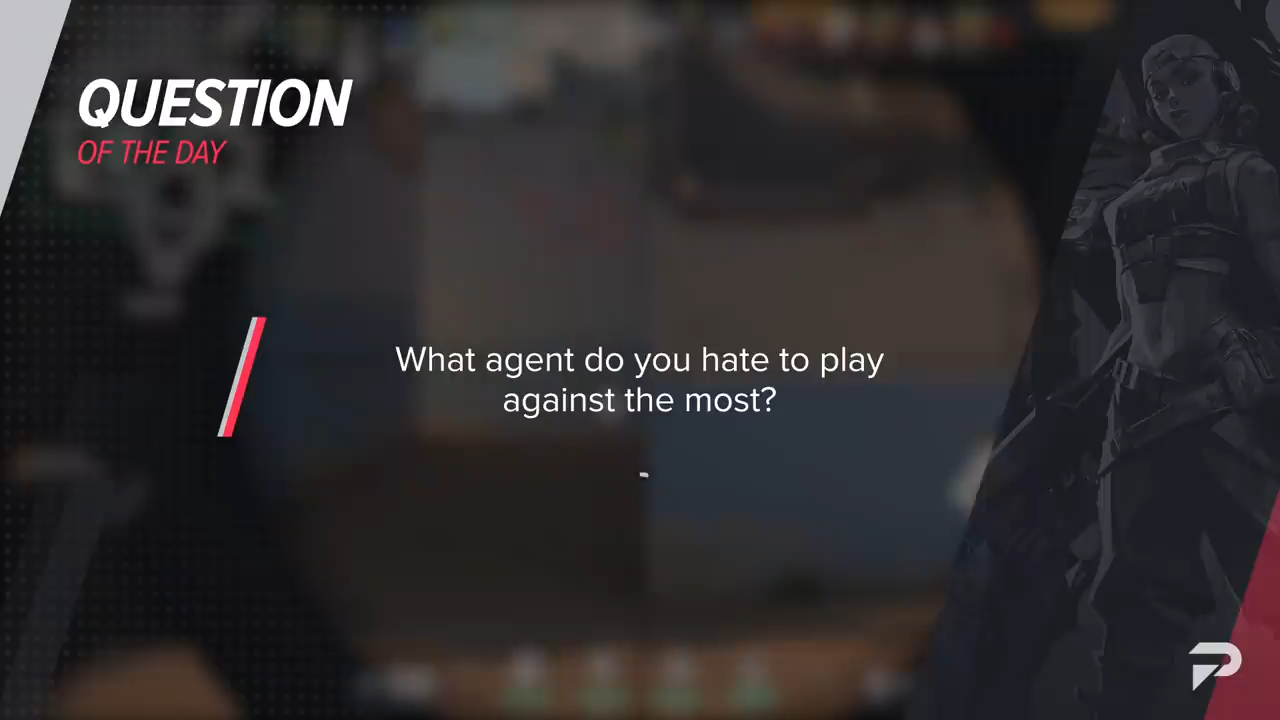 QUESTION
OF THE DAY
What agent do you hate to play
against the most?